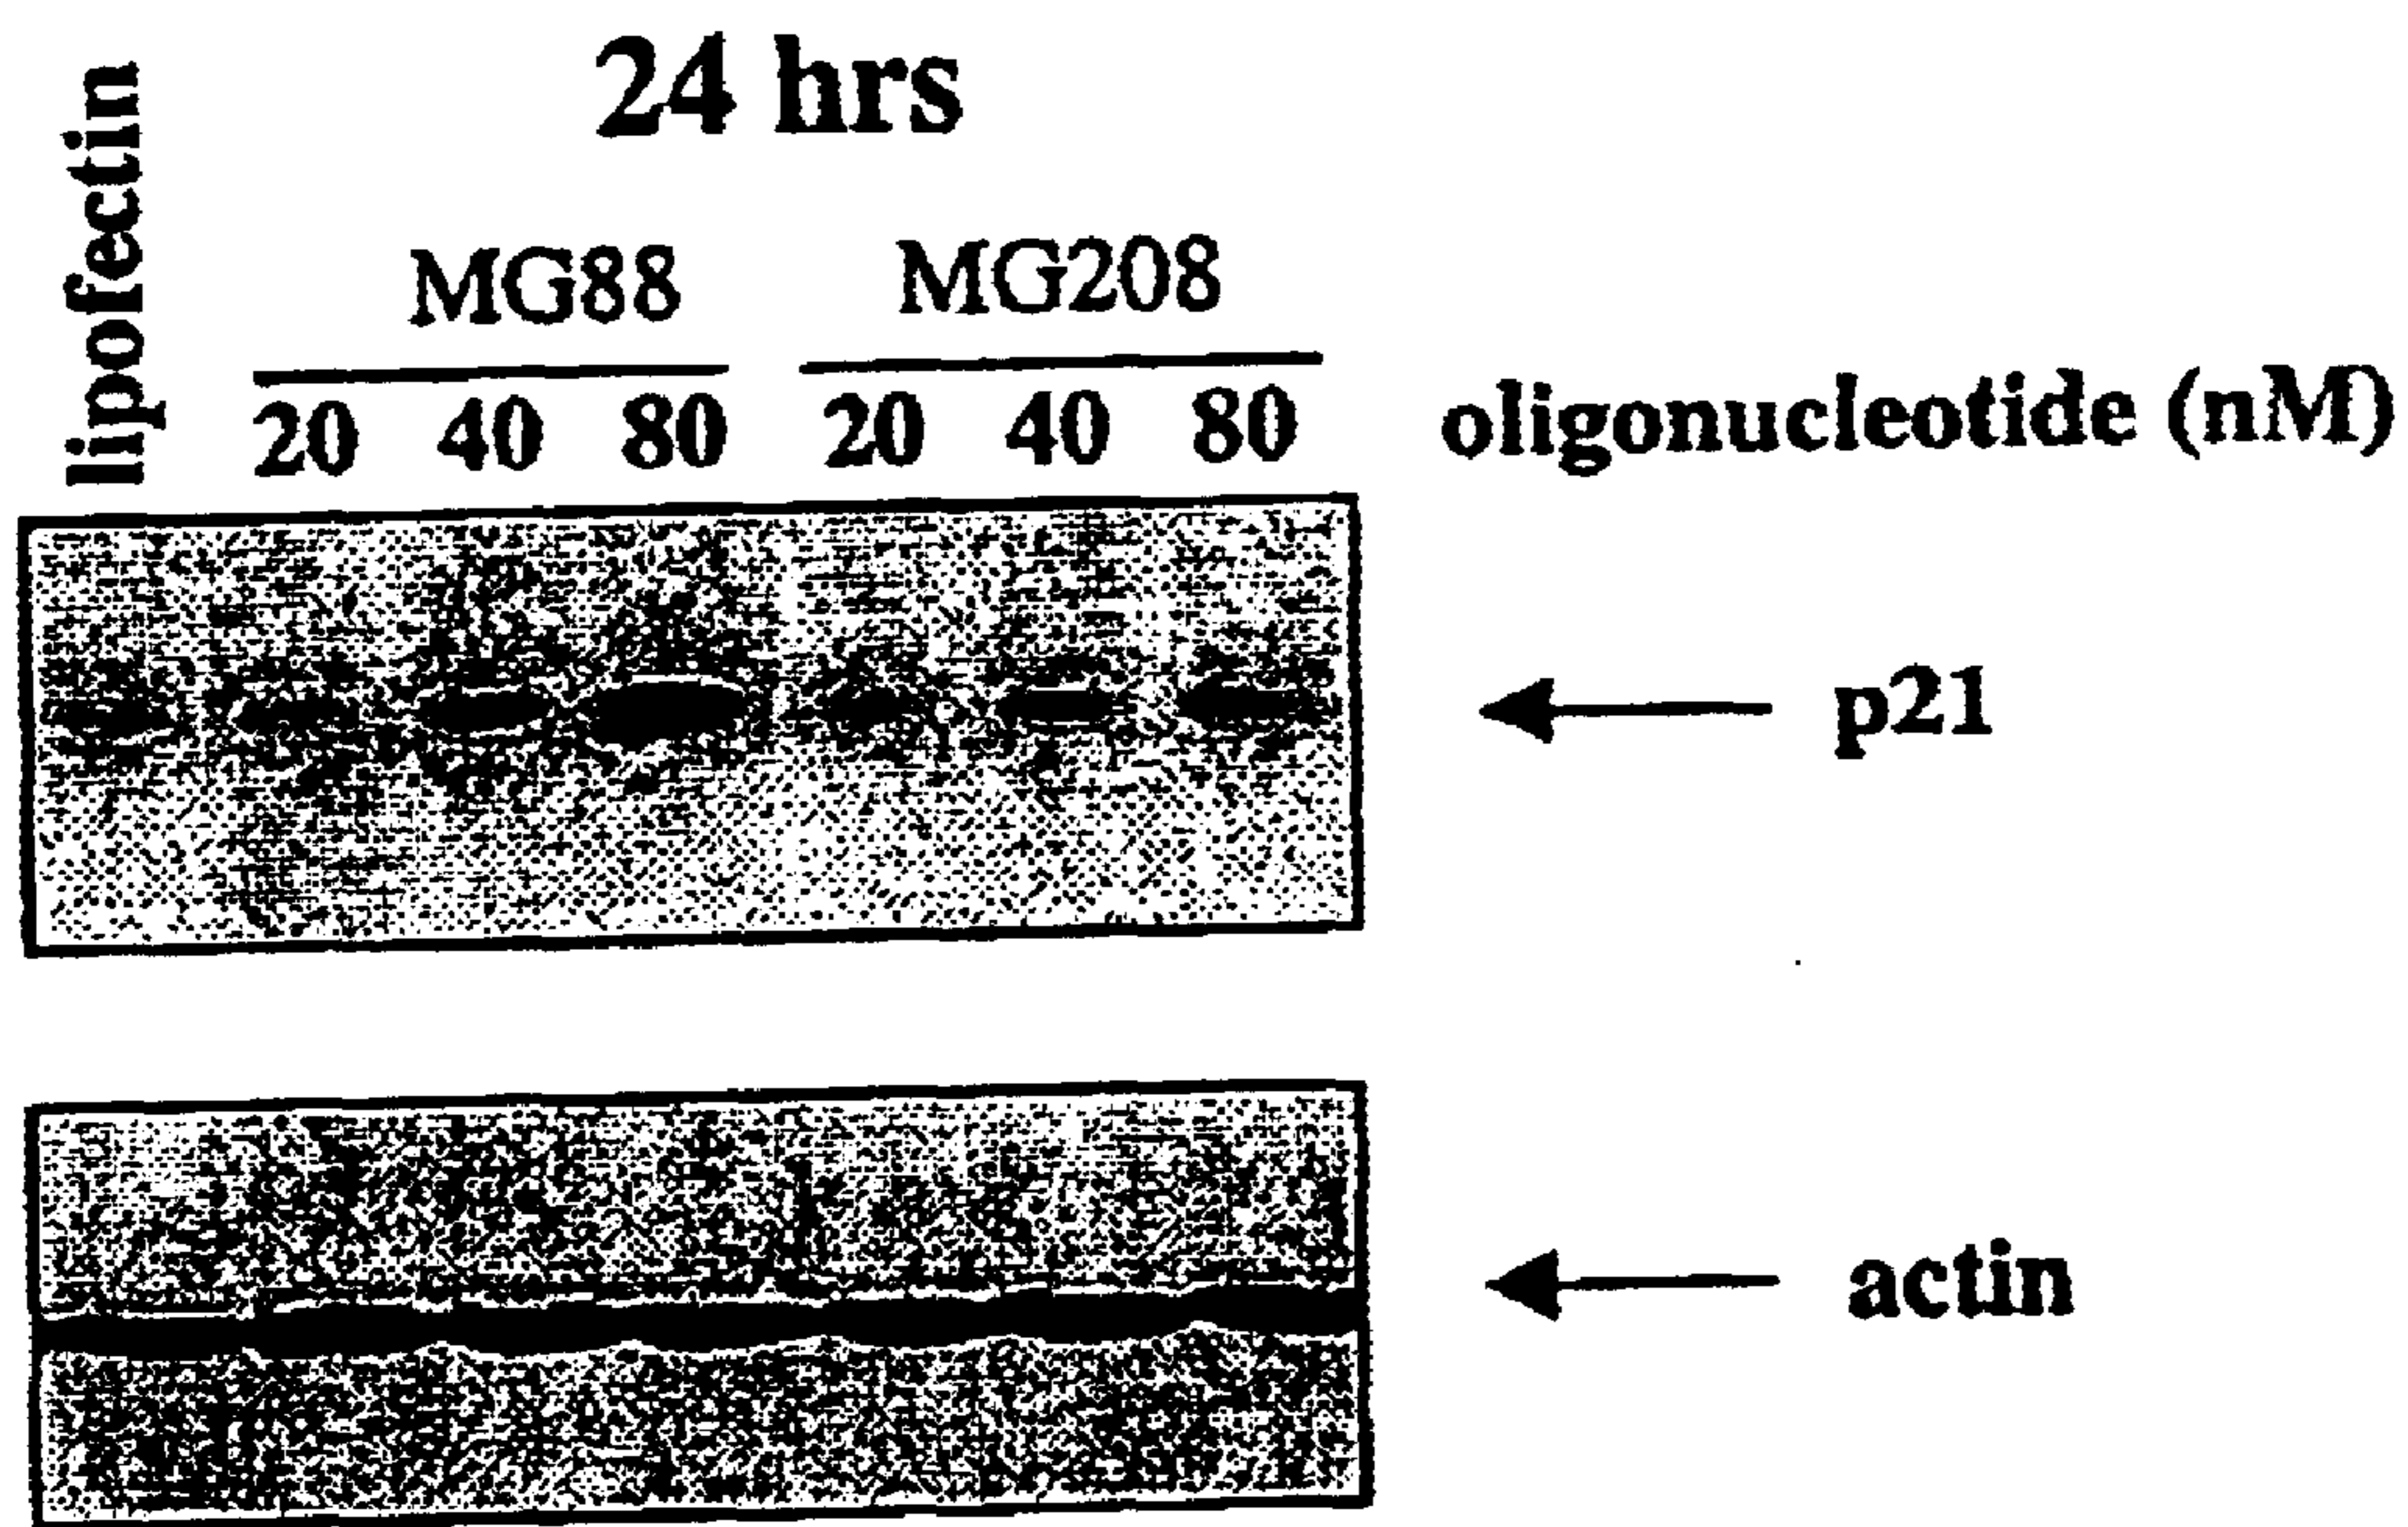 24 hrs
lipofectin
MG88 MG208
20 40 80 20 40 80 oligonucleotide (nM)
p21
actin